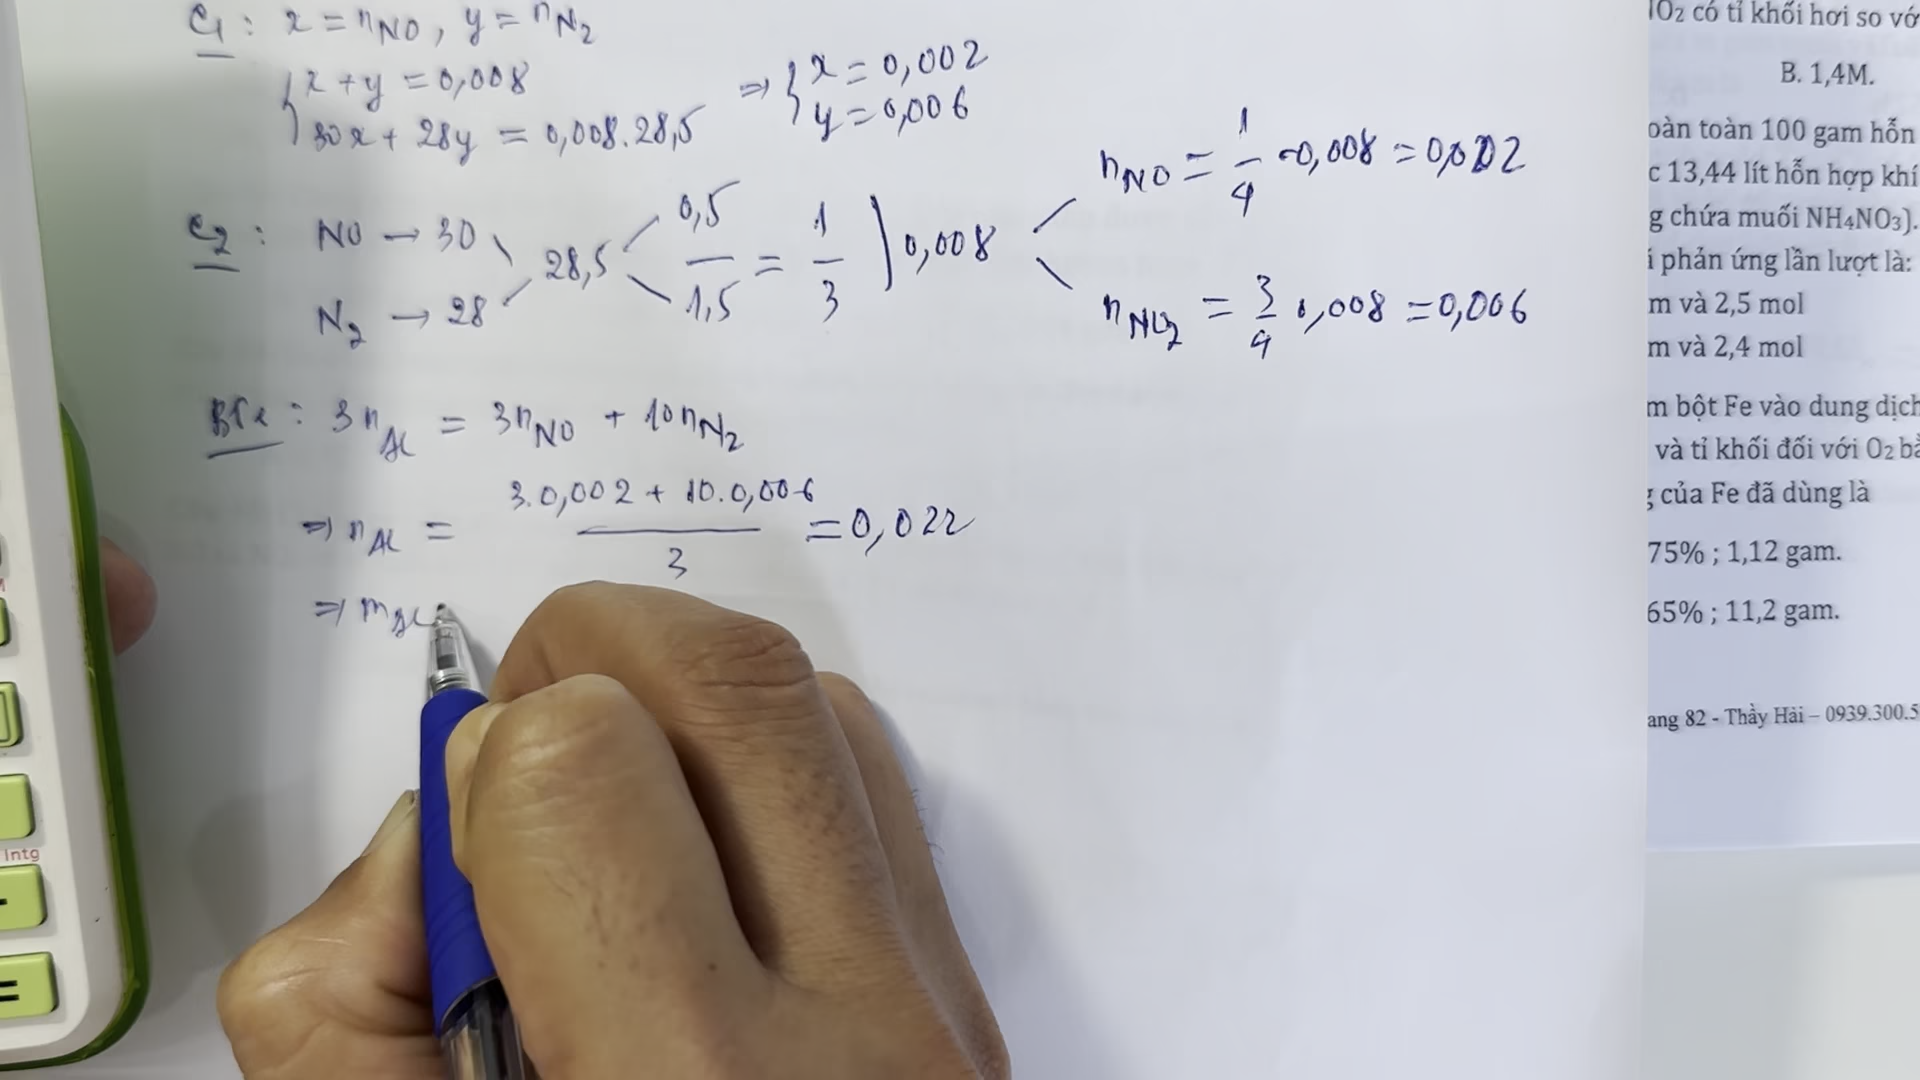 C1 : x = nNO , y = nN2
{ x + y = 0,008
30x + 28y = 0,008.28,5
=> { x = 0,002
y = 0,006
C2 : NO → 30
N2 → 28
28,5
0,5
1,5
= 1/3
0,008
nNO = 1/4 . 0,008 = 0,002
nNO2 = 3/4 0,008 = 0,006
BTe : 3nAl = 3nNO + 10nN2
=> nAl = 3.0,002 + 10.0,006 / 3 = 0,022
=> mAl
Intg
=
O2 có tỉ khối hơi so
B. 1,4M.
toàn 100 gam hỗn
13,44 lít hỗn hợp khí
chứa muối NH4NO3].
phản ứng lần lượt là:
m và 2,5 mol
m và 2,4 mol
m bột Fe vào dung dịch
và tỉ khối đối với O2
của Fe đã dùng là
75% ; 1,12 gam.
65% ; 11,2 gam.
82 - Thầy Hải – 0939.300.5